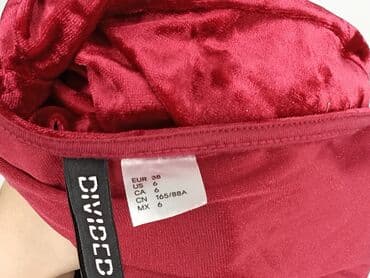 DIVIDED
EUR 38
US 6
CA 6
CN 165/88A
MX 6